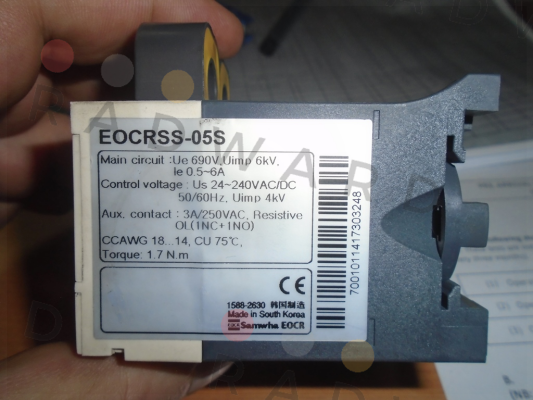 EOCRSS-05S
Main circuit :Ue 690V,Uimp 6kV,
Ie 0.5~6A
Control voltage : Us 24~240VAC/DC
50/60Hz, Uimp 4kV
Aux. contact : 3A/250VAC, Resistive
OL(1NC+1NO)
CCAWG 18...14, CU 75℃,
Torque: 1.7 N.m
CE
1588-2630 韩国制造
Made in South Korea
Samwha EOCR
7001011417303248